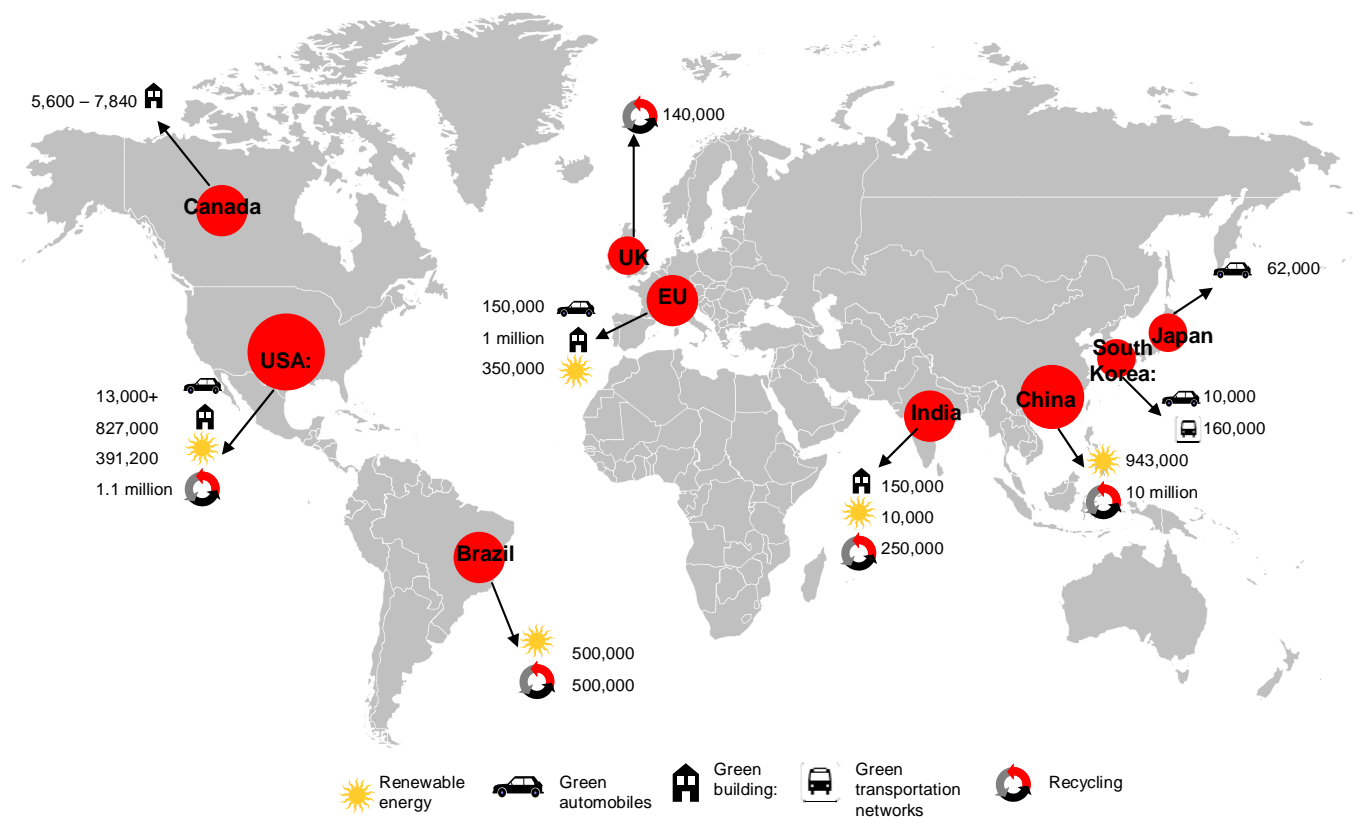 5,600 – 7,840
140,000
Canada
UK
62,000
EU
150,000
1 million
350,000
Japan
South
Korea:
USA:
13,000+
827,000
391,200
1.1 million
India
China
10,000
160,000
943,000
10 million
150,000
10,000
250,000
Brazil
500,000
500,000
Renewable
energy
Green
automobiles
Green
building:
Green
transportation
networks
Recycling